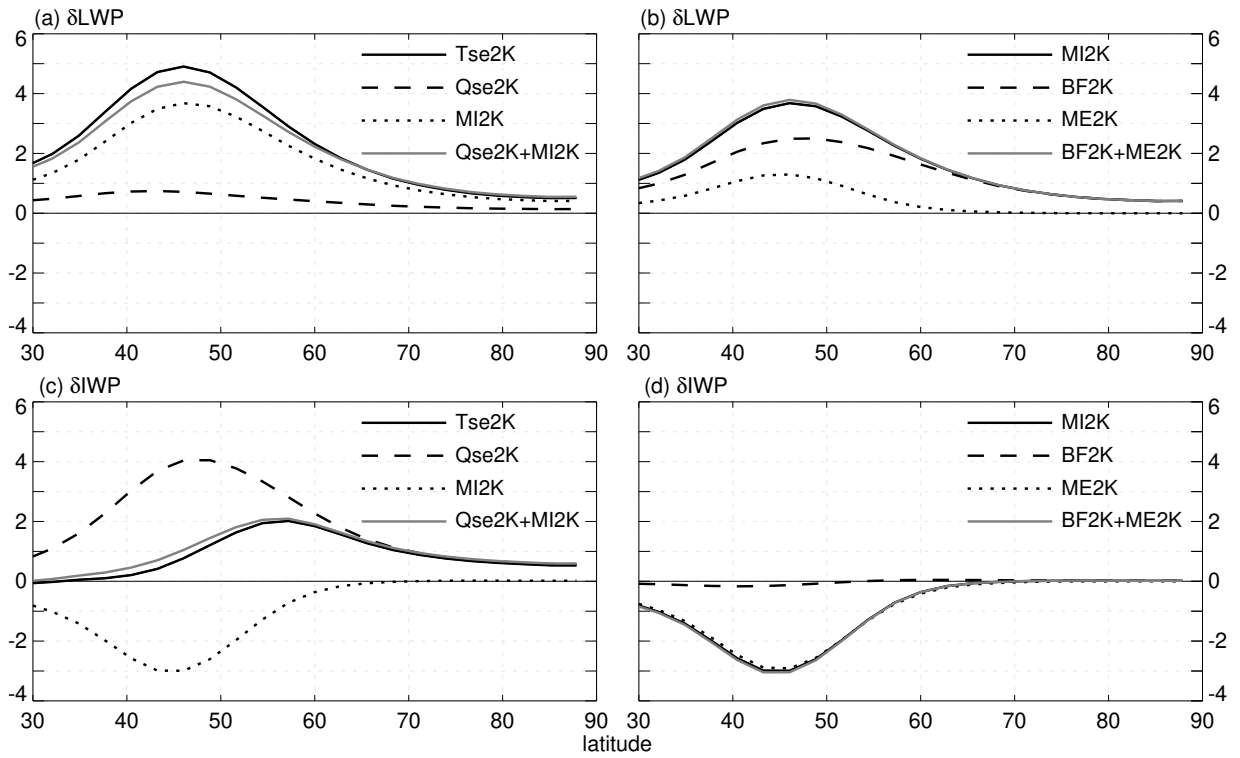 (a) δLWP
6
4
2
0
-2
-4
30 40 50 60 70 80 90
Tse2K
Qse2K
MI2K
Qse2K+MI2K
(b) δLWP
6
4
2
0
-2
-4
30 40 50 60 70 80 90
MI2K
BF2K
ME2K
BF2K+ME2K
(c) δIWP
6
4
2
0
-2
-4
30 40 50 60 70 80 90
Tse2K
Qse2K
MI2K
Qse2K+MI2K
(d) δIWP
6
4
2
0
-2
-4
30 40 50 60 70 80 90
MI2K
BF2K
ME2K
BF2K+ME2K
latitude